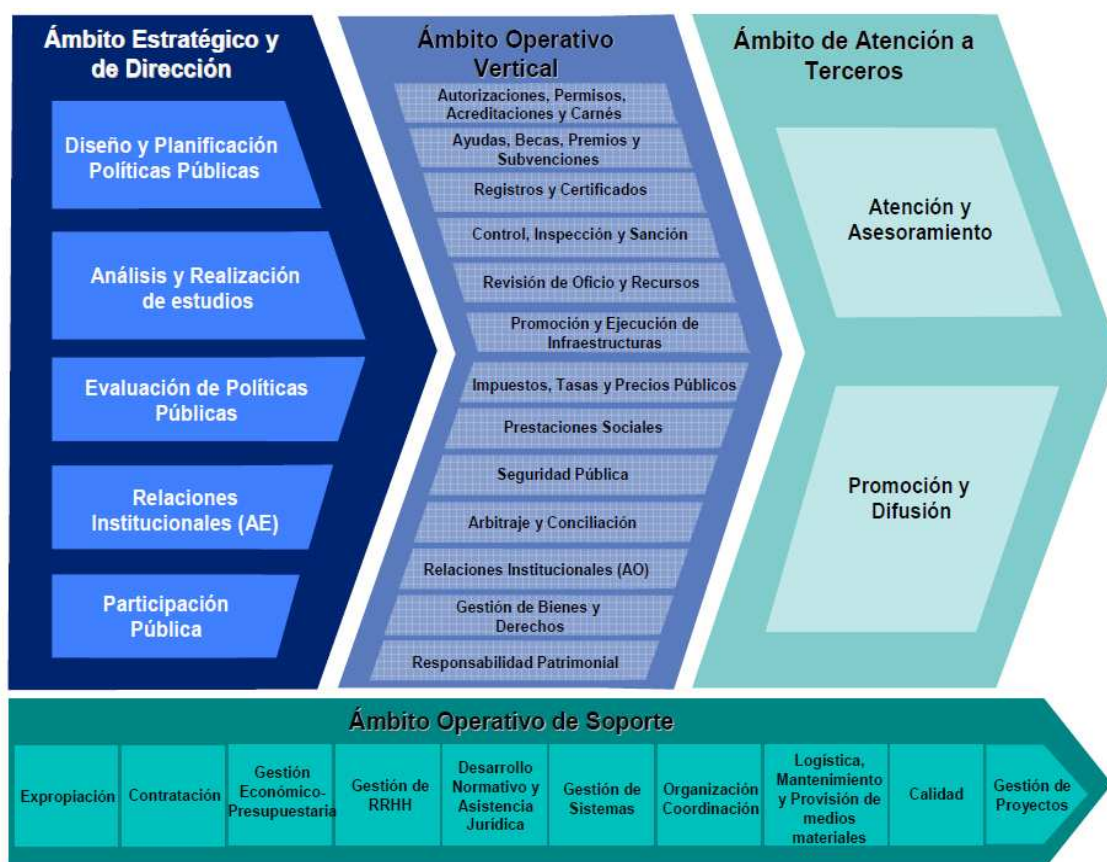 Ámbito Estratégico y
de Dirección
Diseño y Planificación
Políticas Públicas
Análisis y Realización
de estudios
Evaluación de Políticas
Públicas
Relaciones
Institucionales (AE)
Participación
Pública
Ámbito Operativo
Vertical
Autorizaciones, Permisos,
Acreditaciones y Carnés
Ayudas, Becas, Premios y
Subvenciones
Registros y Certificados
Control, Inspección y Sanción
Revisión de Oficio y Recursos
Promoción y Ejecución de
Infraestructuras
Impuestos, Tasas y Precios Públicos
Prestaciones Sociales
Seguridad Pública
Arbitraje y Conciliación
Relaciones Institucionales (AO)
Gestión de Bienes y
Derechos
Responsabilidad Patrimonial
Ámbito de Atención a
Terceros
Atención y
Asesoramiento
Promoción y
Difusión
Ámbito Operativo de Soporte
Expropiación
Contratación
Gestión
Económico-
Presupuestaria
Gestión de
RRHH
Desarrollo
Normativo y
Asistencia
Jurídica
Gestión de
Sistemas
Organización
Coordinación
Logística,
Mantenimiento
y Provisión de
medios
materiales
Calidad
Gestión de
Proyectos